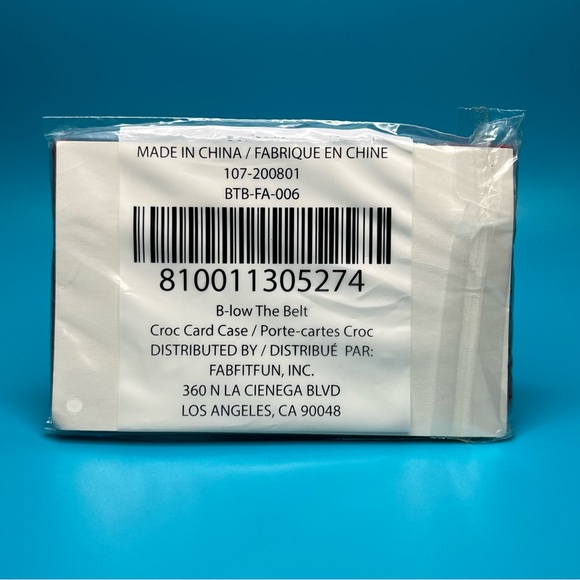 MADE IN CHINA / FABRIQUE EN CHINE
107-200801
BTB-FA-006
810011305274
B-low The Belt
Croc Card Case / Porte-cartes Croc
DISTRIBUTED BY / DISTRIBUÉ PAR:
FABFITFUN, INC.
360 N LA CIENEGA BLVD
LOS ANGELES, CA 90048